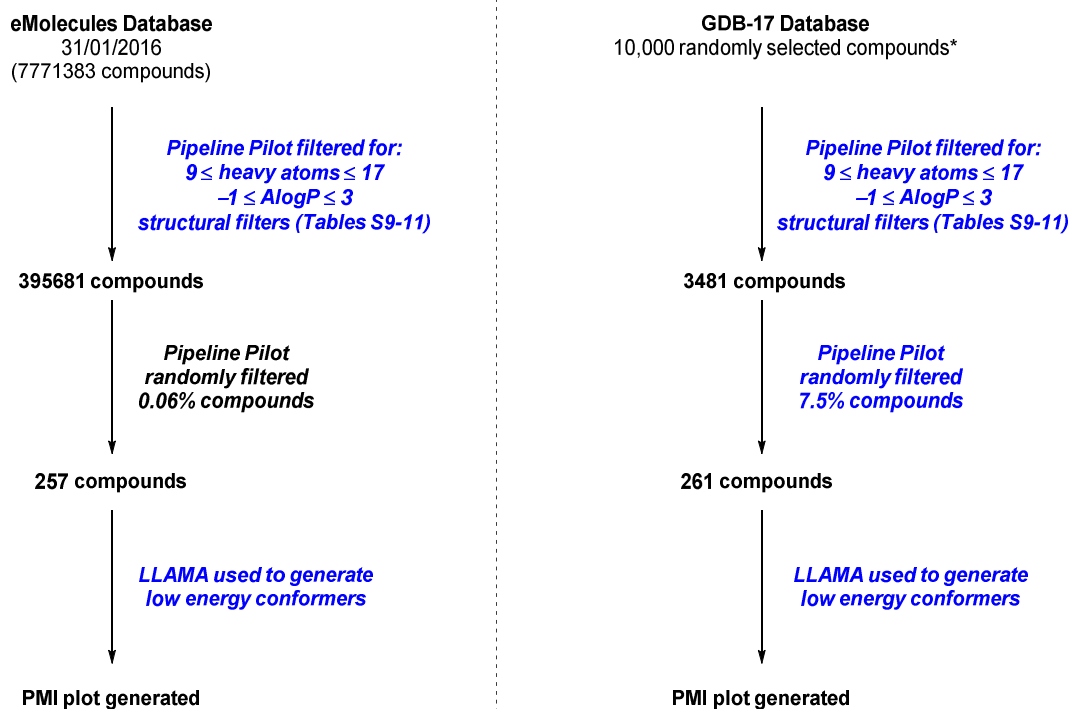 eMolecules Database
31/01/2016
(7771383 compounds)
Pipeline Pilot filtered for:
9 ≤ heavy atoms ≤ 17
–1 ≤ AlogP ≤ 3
structural filters (Tables S9-11)
395681 compounds
Pipeline Pilot
randomly filtered
0.06% compounds
257 compounds
LLAMA used to generate
low energy conformers
PMI plot generated
GDB-17 Database
10,000 randomly selected compounds*
Pipeline Pilot filtered for:
9 ≤ heavy atoms ≤ 17
–1 ≤ AlogP ≤ 3
structural filters (Tables S9-11)
3481 compounds
Pipeline Pilot
randomly filtered
7.5% compounds
261 compounds
LLAMA used to generate
low energy conformers
PMI plot generated